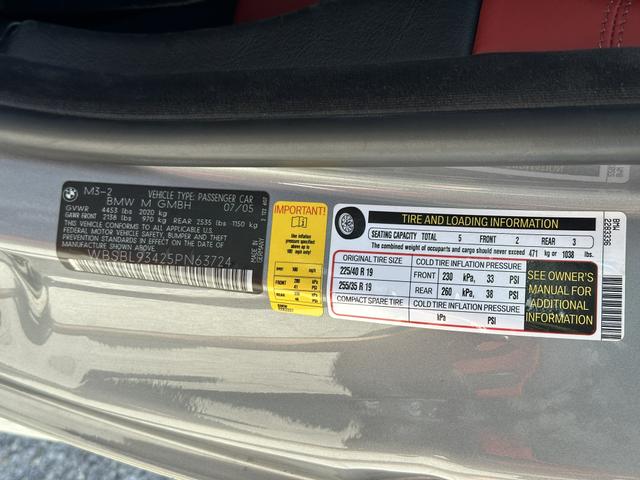 M3-2 VEHICLE TYPE: PASSENGER CAR
BMW M GMBH 07/05
GVWR 4453 lbs 2020 kg
GAWR FRONT 2138 lbs 970 kg REAR 2535 lbs 1150 kg
THIS VEHICLE CONFORMS TO ALL APPLICABLE
FEDERAL MOTOR VEHICLE SAFETY, BUMPER, AND THEFT
PREVENTION STANDARDS IN EFFECT ON THE DATE OF
MANUFACTURE SHOWN ABOVE.
WBSBL93425PN63724
MADE IN
GERMANY
IMPORTANT!
TIRE AND LOADING INFORMATION
SEATING CAPACITY TOTAL 5 FRONT 2 REAR 3
The combined weight of occupants and cargo should never exceed 471 kg or 1038 lbs.
ORIGINAL TIRE SIZE COLD TIRE INFLATION PRESSURE
225/40 R 19 FRONT 230 kPa, 33 PSI
255/35 R 19 REAR 260 kPa, 38 PSI
COMPACT SPARE TIRE COLD TIRE INFLATION PRESSURE
kPa PSI
SEE OWNER'S
MANUAL FOR
ADDITIONAL
INFORMATION
BMW
2283336